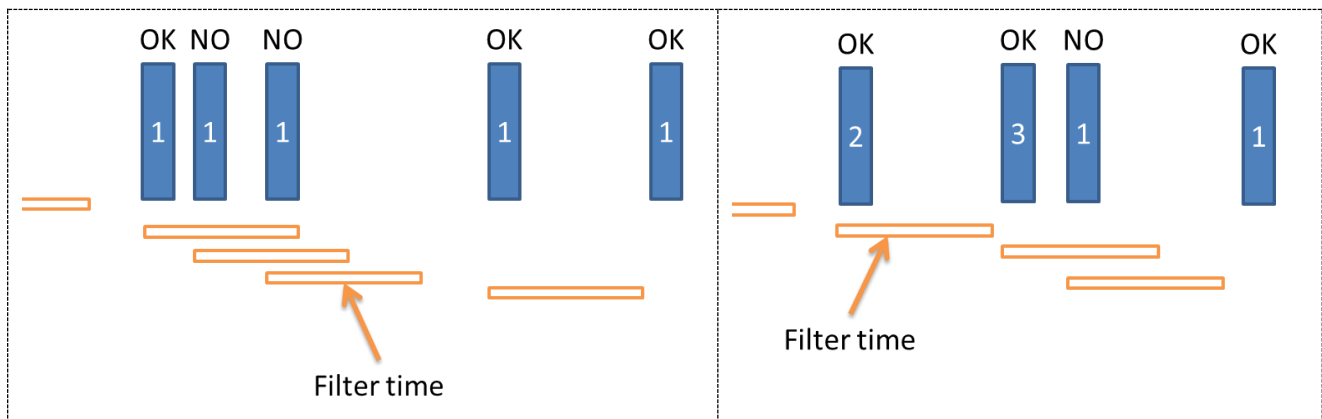 OK NO NO OK OK
1 1 1 1 1
Filter time
OK OK NO OK
2 3 1 1
Filter time